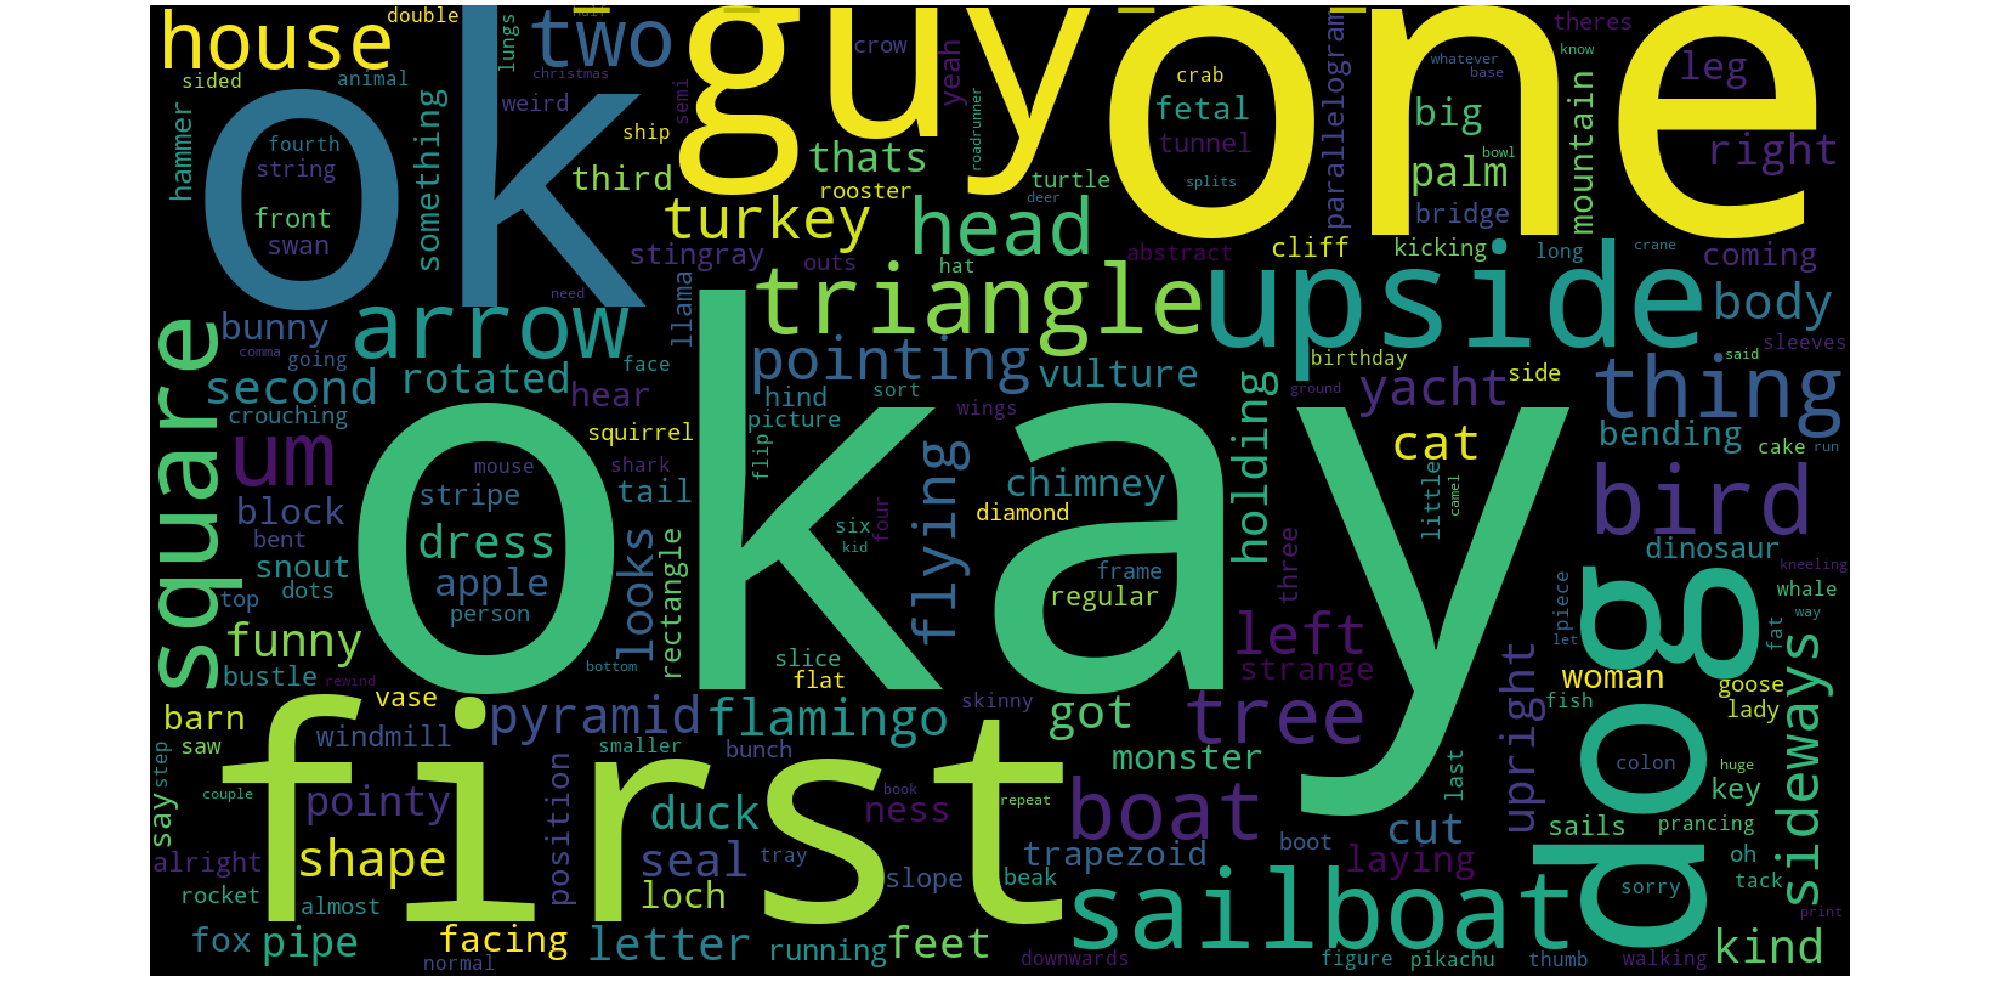 house
double
lungs
half
two
guy
one
crow
yeah
crab
parallelogram
whatever
base
theres
know
leg
sided
animal
ok
christmas
weird
semi
ship
hammer
something
fourth
string
front
swan
third
thats
rooster
roadrunner
turtle
deer
fetal
tunnel
splits
big
bowl
palm
bridge
mountain
right
turkey
head
stingray
outs
hat
abstract
cliff
kicking
long
crane
coming
need
llama
triangle
upside
body
square
bunny
comma
going
arrow
face
pointing
vulture
birthday
said
sleeves
second
rotated
hear
hind
sort
ground
yacht
side
thing
crouching
picture
wings
um
squirrel
flip
holding
cat
bending
cake
run
okay
mouse
shark
stripe
tail
flying
chimney
little
camel
bird
block
bent
dress
six
four
kid
diamond
dinosaur
snout
dots
apple
looks
rectangle
frame
regular
three
kneeling
whale
top
person
piece
way
dog
funny
left
let
fat
sideways
bustle
rewind
bottom
slice
flat
strange
upright
woman
goose
lady
fish
barn
vase
first
pyramid
flamingo
skinny
got
tree
saw
step
windmill
smaller
bunch
monster
last
colon
huge
say
couple
pointy
position
duck
book
ness
repeat
boat
key
cut
sails
prancing
alright
shape
seal
tray
trapezoid
boot
laying
oh
tack
rocket
almost
loch
slope
beak
sailboat
sorry
print
fox
pipe
facing
normal
letter
running
feet
downwards
figure
pikachu
thumb
walking
kind